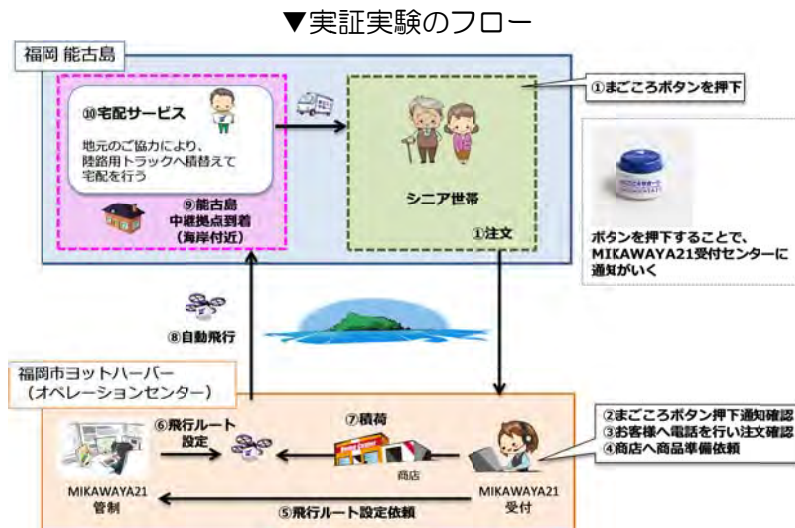 ▼実証実験のフロー
福岡 能古島
⑩宅配サービス
地元のご協力により、
陸路用トラックへ積替えて
宅配を行う
⑨能古島
中継拠点到着
(海岸付近)
シニア世帯
①注文
①まごころボタンを押下
ボタンを押下することで、
MIKAWAYA21受付センターに
通知がいく
⑧自動飛行
福岡市ヨットハーバー
(オペレーションセンター)
⑥飛行ルート
設定
⑦積荷
商店
MIKAWAYA21
管制
⑤飛行ルート設定依頼
MIKAWAYA21
受付
②まごころボタン押下通知確認
③お客様へ電話を行い注文確認
④商店へ商品準備依頼